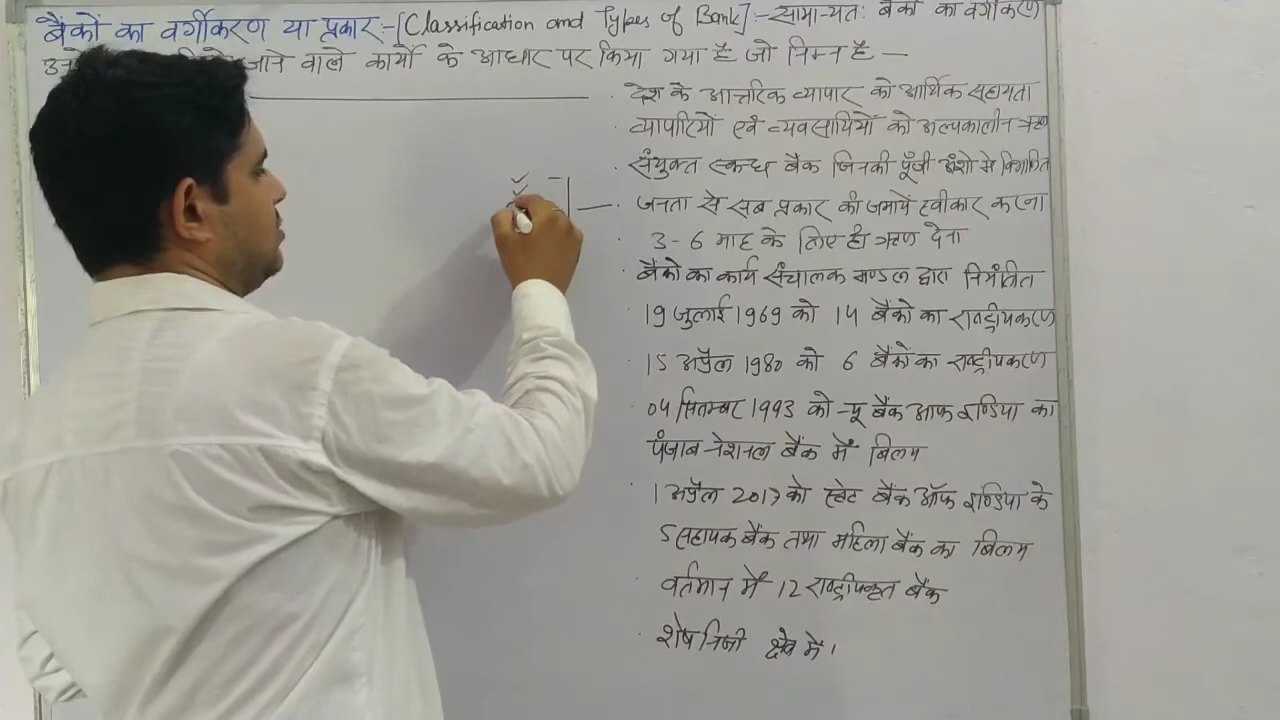 बैंकों का वर्गीकरण या प्रकार:-[Classification and Types of Bank]:- सामान्यतः बैंकों का वर्गीकरण
जाने वाले कार्यों के आधार पर किया गया है जो निम्न है —
· देश के आन्तरिक व्यापार को आर्थिक सहायता
· व्यापारियों एवं व्यवसायियों को अल्पकालीन ऋण
· संयुक्त स्कन्ध बैंक जिनकी पूँजी अंशो में विभाजित
· जनता से सब प्रकार की जमायें स्वीकार करना
· 3-6 माह के लिए ही ऋण देना
· बैंको का कार्य संचालक मण्डल द्वारा नियंत्रित
· 19 जुलाई 1969 को 14 बैंको का राष्ट्रीयकरण
· 15 अप्रैल 1980 को 6 बैंकों का राष्ट्रीयकरण
· 04 सितम्बर 1993 को न्यू बैंक आफ इण्डिया का
पंजाब नेशनल बैंक में विलय
· 1 अप्रैल 2017 को स्टेट बैंक ऑफ इण्डिया के
5 सहायक बैंक तथा महिला बैंक का विलय
· वर्तमान में 12 राष्ट्रीयकृत बैंक
· शेष निजी क्षेत्र में।